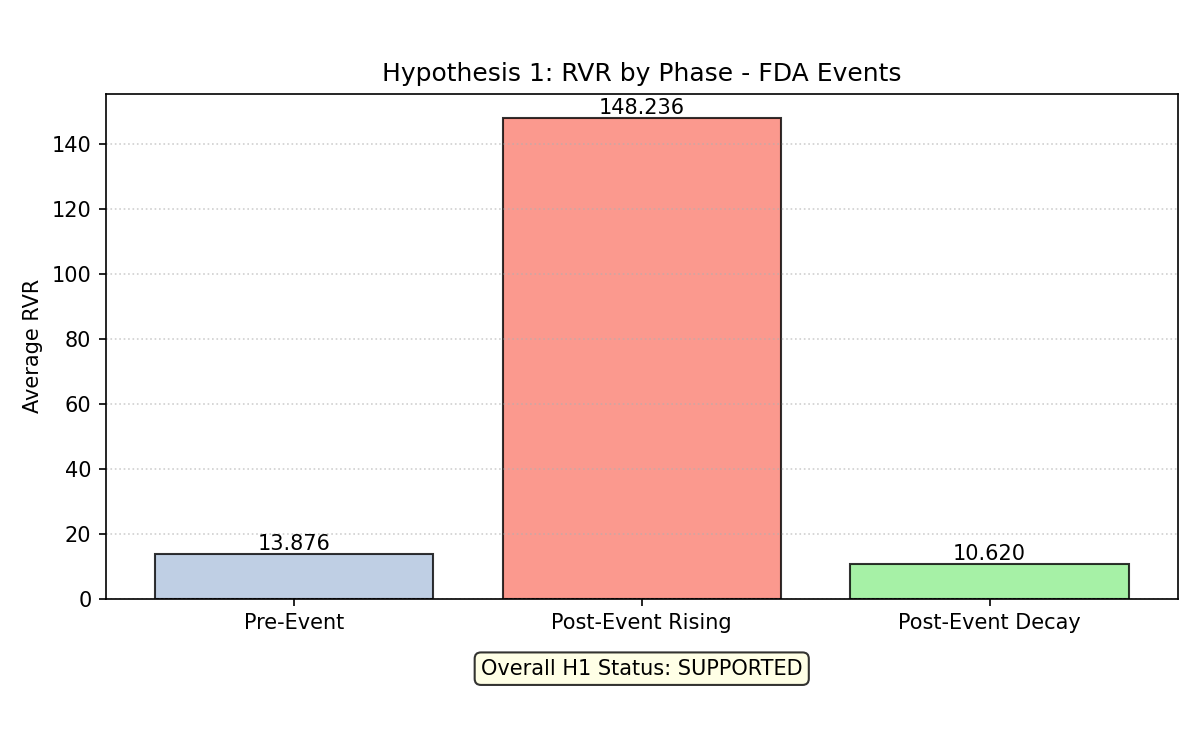 Hypothesis 1: RVR by Phase - FDA Events
148.236
140
120
100
80
60
40
20
0
Average RVR
13.876
10.620
Pre-Event
Post-Event Rising
Post-Event Decay
Overall H1 Status: SUPPORTED